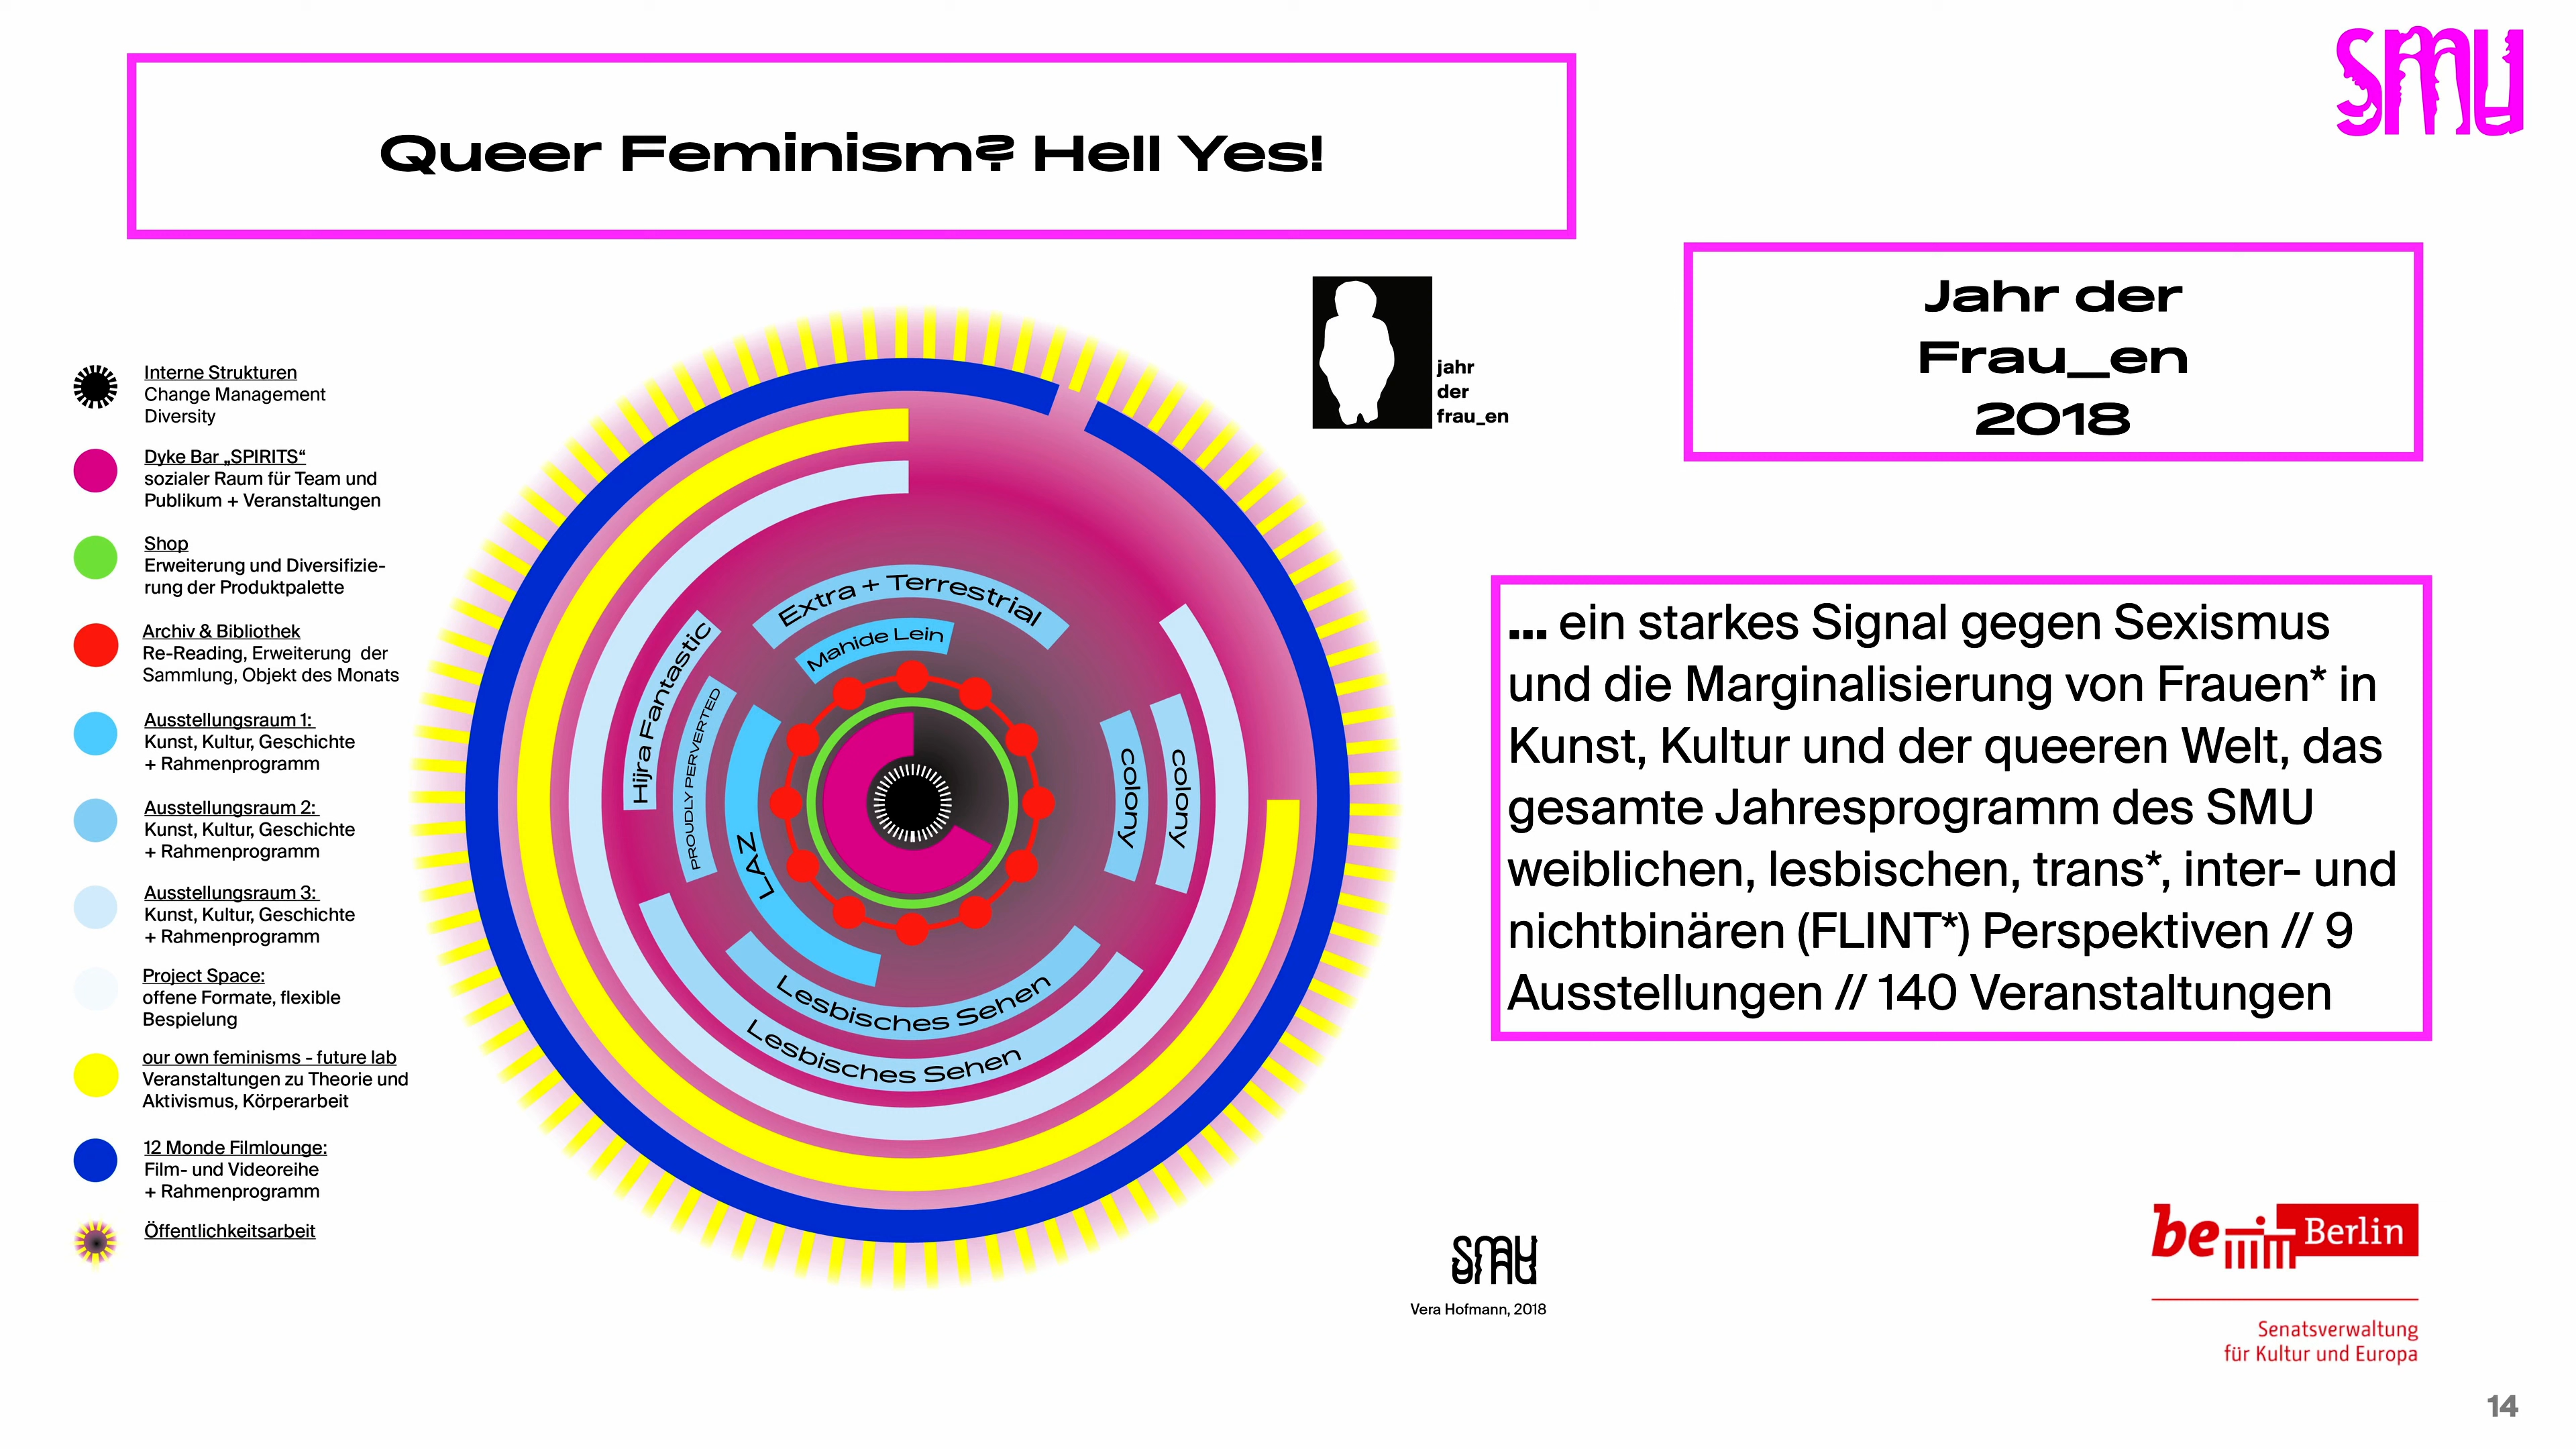 smu
Queer Feminism? Hell Yes!
Jahr der
Frau_en
2018
jahr
der
frau_en
Interne Strukturen
Change Management
Diversity
Dyke Bar „SPIRITS“
sozialer Raum für Team und
Publikum + Veranstaltungen
Shop
Erweiterung und Diversifizie-
rung der Produktpalette
Archiv & Bibliothek
Re-Reading, Erweiterung der
Sammlung, Objekt des Monats
Ausstellungsraum 1:
Kunst, Kultur, Geschichte
+ Rahmenprogramm
Ausstellungsraum 2:
Kunst, Kultur, Geschichte
+ Rahmenprogramm
Ausstellungsraum 3:
Kunst, Kultur, Geschichte
+ Rahmenprogramm
Project Space:
offene Formate, flexible
Bespielung
our own feminisms - future lab
Veranstaltungen zu Theorie und
Aktivismus, Körperarbeit
12 Monde Filmlounge:
Film- und Videoreihe
+ Rahmenprogramm
Öffentlichkeitsarbeit
Extra + Terrestrial
Mahide Lein
Hijra Fantastic
PROUDLY PERVERTED
LAZ
colony
colony
Lesbisches Sehen
Lesbisches Sehen
... ein starkes Signal gegen Sexismus
und die Marginalisierung von Frauen* in
Kunst, Kultur und der queeren Welt, das
gesamte Jahresprogramm des SMU
weiblichen, lesbischen, trans*, inter- und
nichtbinären (FLINT*) Perspektiven // 9
Ausstellungen // 140 Veranstaltungen
smu
Vera Hofmann, 2018
be Berlin
Senatsverwaltung
für Kultur und Europa
14